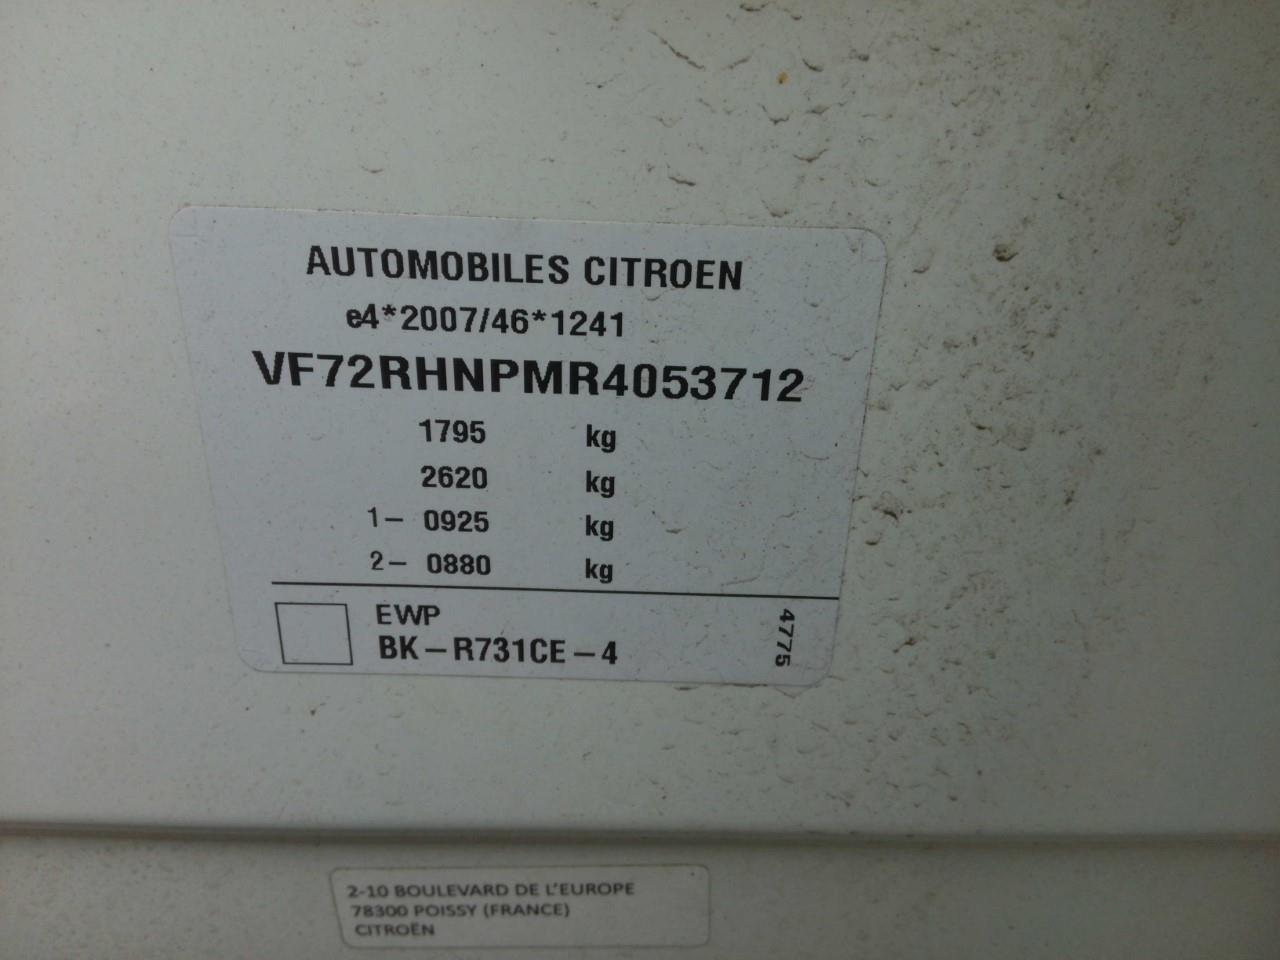 AUTOMOBILES CITROEN
e4*2007/46*1241
VF72RHNPMR4053712
1795 kg
2620 kg
1- 0925 kg
2- 0880 kg
EWP
BK-R731CE-4
4775
2-10 BOULEVARD DE L'EUROPE
78300 POISSY (FRANCE)
CITROËN